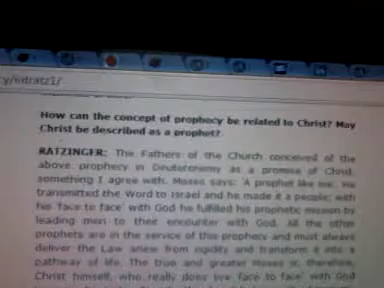 y/intratz1/
How can the concept of prophecy be related to Christ? May
Christ be described as a prophet?
RATZINGER: The Fathers of the Church conceived of the
above prophecy in Deuteronomy as a promise of Christ,
something I agree with. Moses says: 'A prophet like me. He
transmitted the Word to Israel and he made it a people; with
his 'face to face' with God he fulfilled his prophetic mission by
leading men to their encounter with God. All the other
prophets are in the service of this prophecy and must always
deliver the Law anew from rigidity and transform it into a
pathway of life. The true and greater Moses is, therefore,
Christ himself, who really does live 'face to face' with God